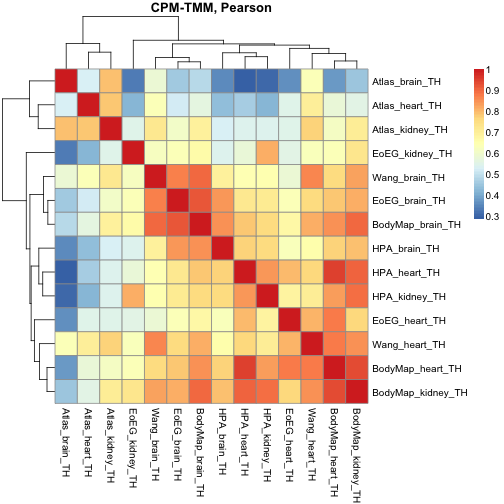 CPM-TMM, Pearson
Atlas_brain_TH
Atlas_heart_TH
Atlas_kidney_TH
EoEG_kidney_TH
Wang_brain_TH
EoEG_brain_TH
BodyMap_brain_TH
HPA_brain_TH
HPA_heart_TH
HPA_kidney_TH
EoEG_heart_TH
Wang_heart_TH
BodyMap_heart_TH
BodyMap_kidney_TH
1
0.9
0.8
0.7
0.6
0.5
0.4
0.3
Atlas_brain_TH
Atlas_heart_TH
Atlas_kidney_TH
EoEG_kidney_TH
Wang_brain_TH
EoEG_brain_TH
BodyMap_brain_TH
HPA_brain_TH
HPA_heart_TH
HPA_kidney_TH
EoEG_heart_TH
Wang_heart_TH
BodyMap_heart_TH
BodyMap_kidney_TH